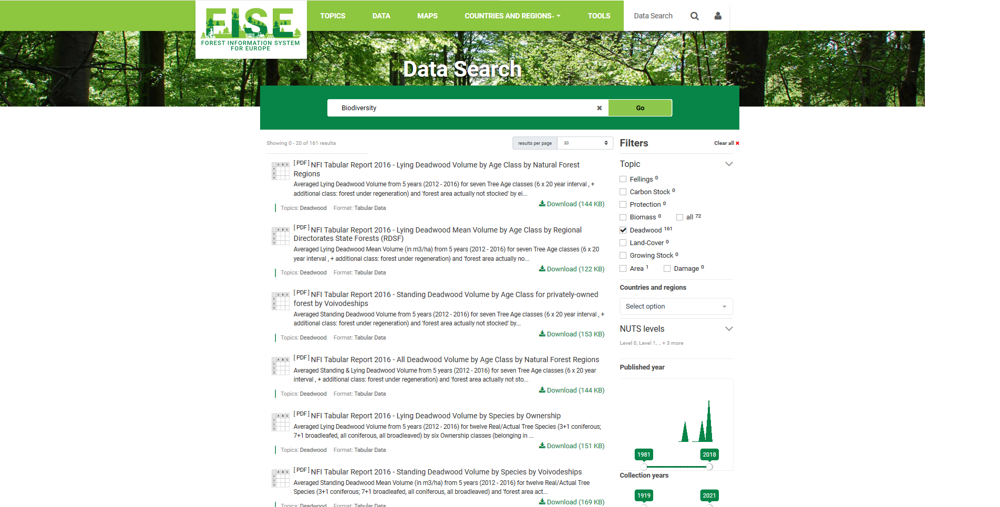 FISE
FOREST INFORMATION SYSTEM
FOR EUROPE
TOPICS
DATA
MAPS
COUNTRIES AND REGIONS-
TOOLS
Data Search
Data Search
Biodiversity
Go
Showing 0 - 20 of 161 results
results per page
20
[ PDF ] NFI Tabular Report 2016 - Lying Deadwood Volume by Age Class by Natural Forest
Regions
Averaged Lying Deadwood Volume from 5 years (2012 - 2016) for seven Tree Age classes (6 x 20 year interval , +
additional class: forest under regeneration) and 'forest area actually not stocked' by ei...
Download (144 KB)
Topics: Deadwood Format: Tabular Data
[ PDF ] NFI Tabular Report 2016 - Lying Deadwood Mean Volume by Age Class by Regional
Directorates State Forests (RDSF)
Averaged Lying Deadwood Mean Volume (in m3/ha) from 5 years (2012 - 2016) for seven Tree Age classes (6 x 20
year interval , + additional class: forest under regeneration) and 'forest area actually no...
Download (122 KB)
Topics: Deadwood Format: Tabular Data
[ PDF ] NFI Tabular Report 2016 - Standing Deadwood Volume by Age Class for privately-owned
forest by Voivodeships
Averaged Standing Deadwood Volume from 5 years (2012 - 2016) for seven Tree Age classes (6 x 20 year interval , +
additional class: forest under regeneration) and 'forest area actually not stocked' by...
Download (153 KB)
Topics: Deadwood Format: Tabular Data
[ PDF ] NFI Tabular Report 2016 - All Deadwood Volume by Age Class by Natural Forest Regions
Averaged Standing & Lying Deadwood Volume from 5 years (2012 - 2016) for seven Tree Age classes (6 x 20 year
interval , + additional class: forest under regeneration) and 'forest area actually not sto...
Download (144 KB)
Topics: Deadwood Format: Tabular Data
[ PDF ] NFI Tabular Report 2016 - Lying Deadwood Volume by Species by Ownership
Averaged Lying Deadwood Volume from 5 years (2012 - 2016) for twelve Real/Actual Tree Species (3+1 coniferous;
7+1 broadleafed, all coniferous, all broadleaved) by six Ownership classes (belonging in ...
Download (151 KB)
Topics: Deadwood Format: Tabular Data
[ PDF ] NFI Tabular Report 2016 - Standing Deadwood Volume by Species by Voivodeships
Averaged Standing Deadwood Mean Volume (in m3/ha) from 5 years (2012 - 2016) for twelve Real/Actual Tree
Species (3+1 coniferous; 7+1 broadleafed, all coniferous, all broadleaved) and 'forest area act...
Download (169 KB)
Topics: Deadwood Format: Tabular Data
Filters
Clear all
Topic
Fellings 0
Carbon Stock 0
Protection 0
Biomass 0 all 72
Deadwood 161
Land-Cover 0
Growing Stock 0
Area 1 Damage 0
Countries and regions
Select option
NUTS levels
Level 0, Level 1, .. + 3 more
Published year
1981 2018
Collection years
1919 2021